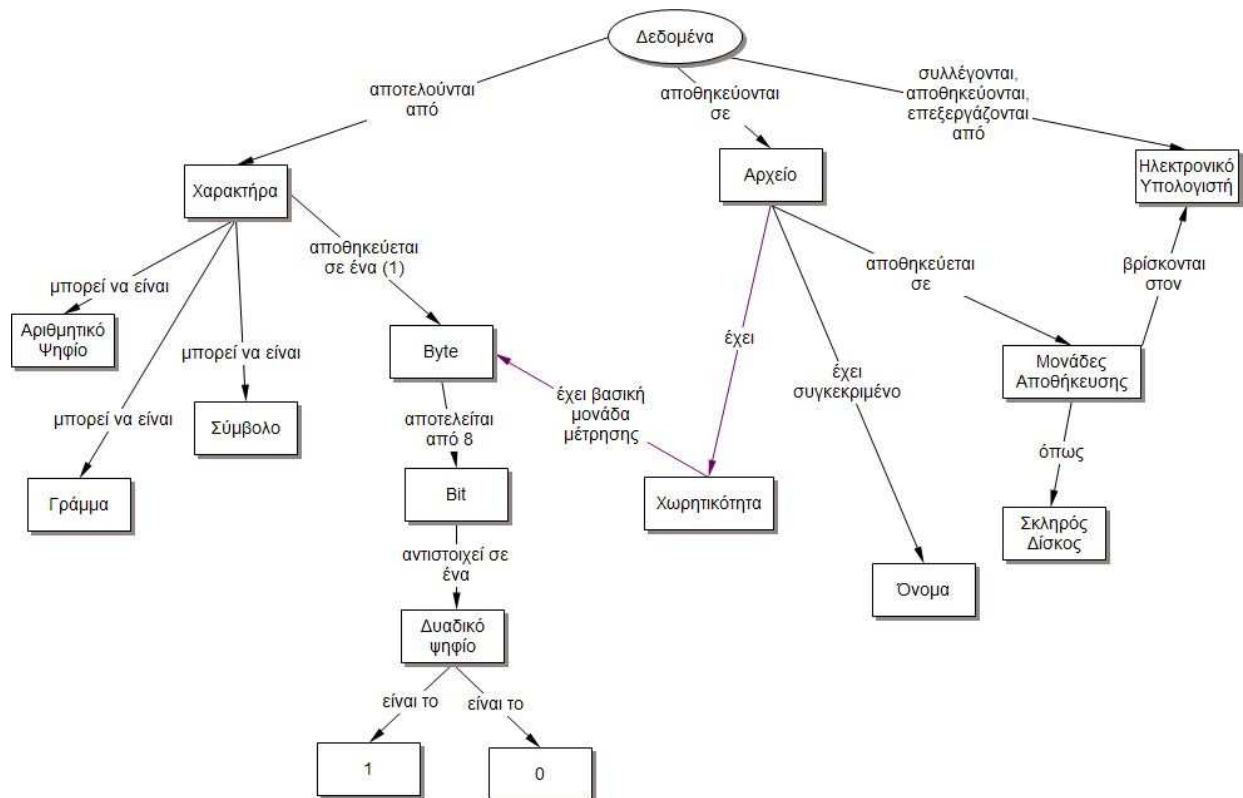 Δεδομένα
αποτελούνται
από
αποθηκεύονται
σε
συλλέγονται,
αποθηκεύονται,
επεξεργάζονται
από
Χαρακτήρα
Αρχείο
Ηλεκτρονικό
Υπολογιστή
αποθηκεύεται
σε ένα (1)
αποθηκεύεται
σε
βρίσκονται
στον
μπορεί να είναι
Αριθμητικό
Ψηφίο
μπορεί να είναι
Byte
έχει
Μονάδες
Αποθήκευσης
έχει
συγκεκριμένο
έχει βασική
μονάδα
μέτρησης
μπορεί να είναι
Σύμβολο
αποτελείται
από 8
όπως
Γράμμα
Bit
Χωρητικότητα
Σκληρός
Δίσκος
αντιστοιχεί σε
ένα
Όνομα
Δυαδικό
ψηφίο
είναι το
είναι το
1
0